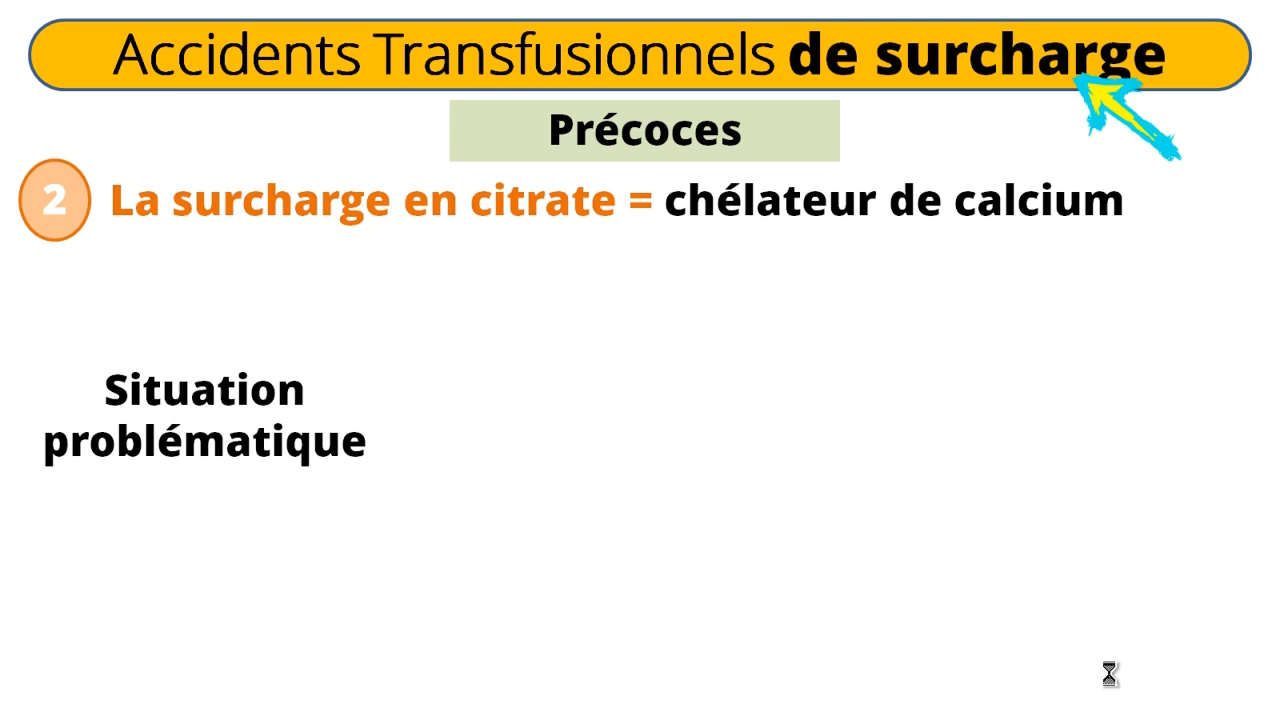 Accidents Transfusionnels de surcharge
Précoces
2 La surcharge en citrate = chélateur de calcium
Situation
problématique